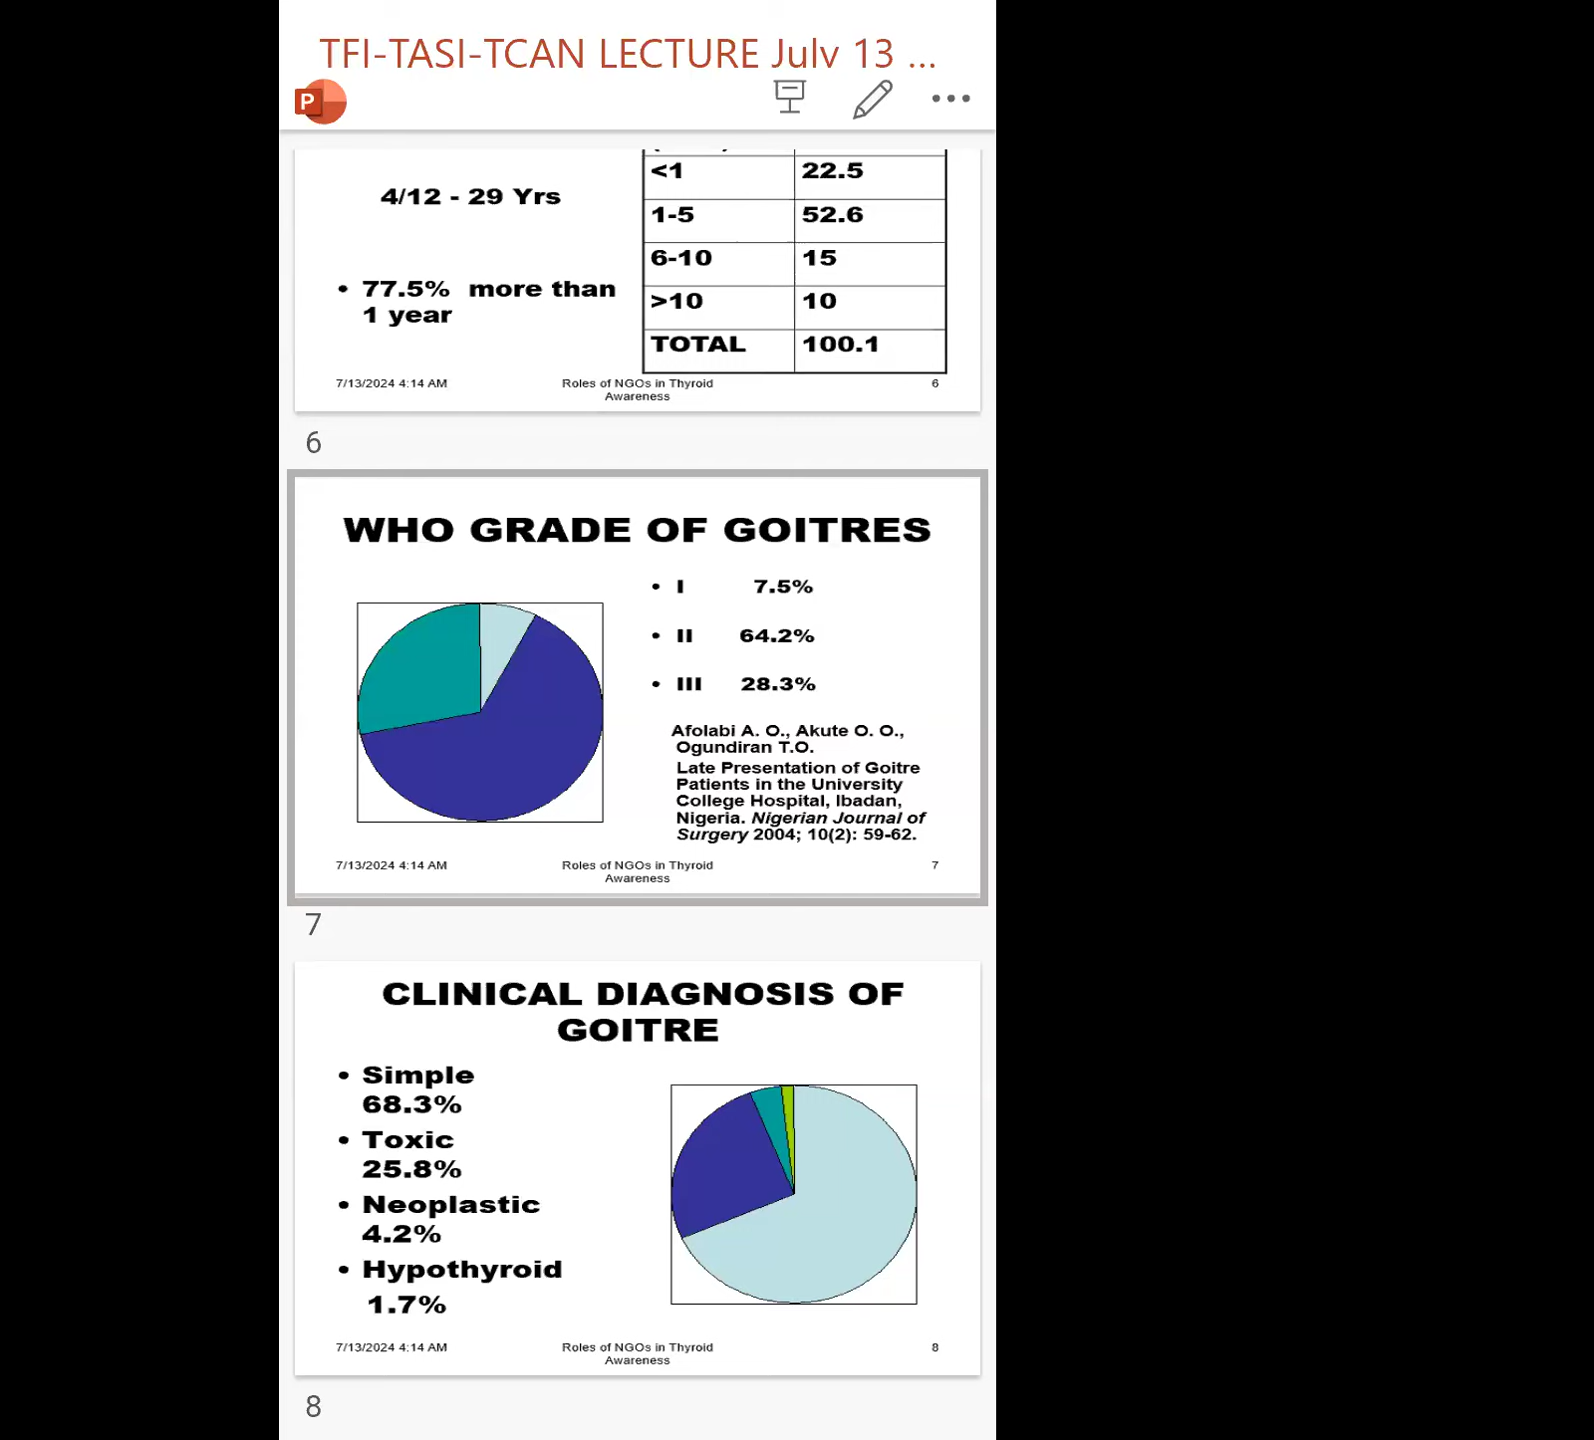 TFI-TASI-TCAN LECTURE July 13 ...
P
<1 22.5
4/12 - 29 Yrs
1-5 52.6
6-10 15
• 77.5% more than
1 year
>10 10
TOTAL 100.1
7/13/2024 4:14 AM Roles of NGOs in Thyroid 6
Awareness
6
WHO GRADE OF GOITRES
• I 7.5%
• II 64.2%
• III 28.3%
Afolabi A. O., Akute O. O.,
Ogundiran T.O.
Late Presentation of Goitre
Patients in the University
College Hospital, Ibadan,
Nigeria. Nigerian Journal of
Surgery 2004; 10(2): 59-62.
7/13/2024 4:14 AM Roles of NGOs in Thyroid 7
Awareness
7
CLINICAL DIAGNOSIS OF
GOITRE
• Simple
68.3%
• Toxic
25.8%
• Neoplastic
4.2%
• Hypothyroid
1.7%
7/13/2024 4:14 AM Roles of NGOs in Thyroid 8
Awareness
8